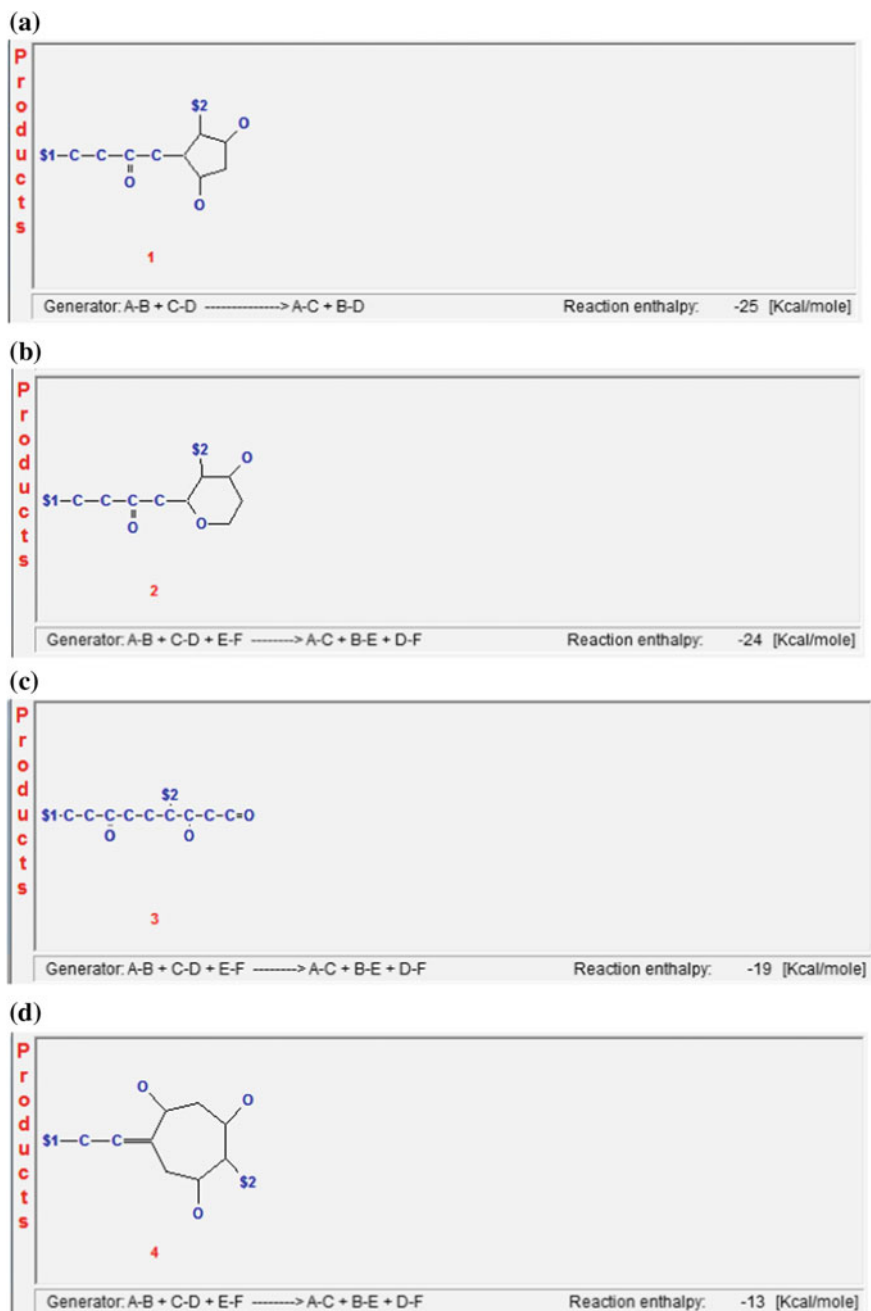 (a)
Products
$2
O
$1-C-C-C-C
O
O
1
Generator: A-B + C-D --------------> A-C + B-D Reaction enthalpy: -25 [Kcal/mole]
(b)
Products
$2
O
$1-C-C-C-C
O
O
2
Generator: A-B + C-D + E-F --------> A-C + B-E + D-F Reaction enthalpy: -24 [Kcal/mole]
(c)
Products
$2
$1-C-C-C-C-C-C-C-C-C=O
O
O
3
Generator: A-B + C-D + E-F --------> A-C + B-E + D-F Reaction enthalpy: -19 [Kcal/mole]
(d)
Products
O
O
$1-C-C
$2
O
4
Generator: A-B + C-D + E-F --------> A-C + B-E + D-F Reaction enthalpy: -13 [Kcal/mole]